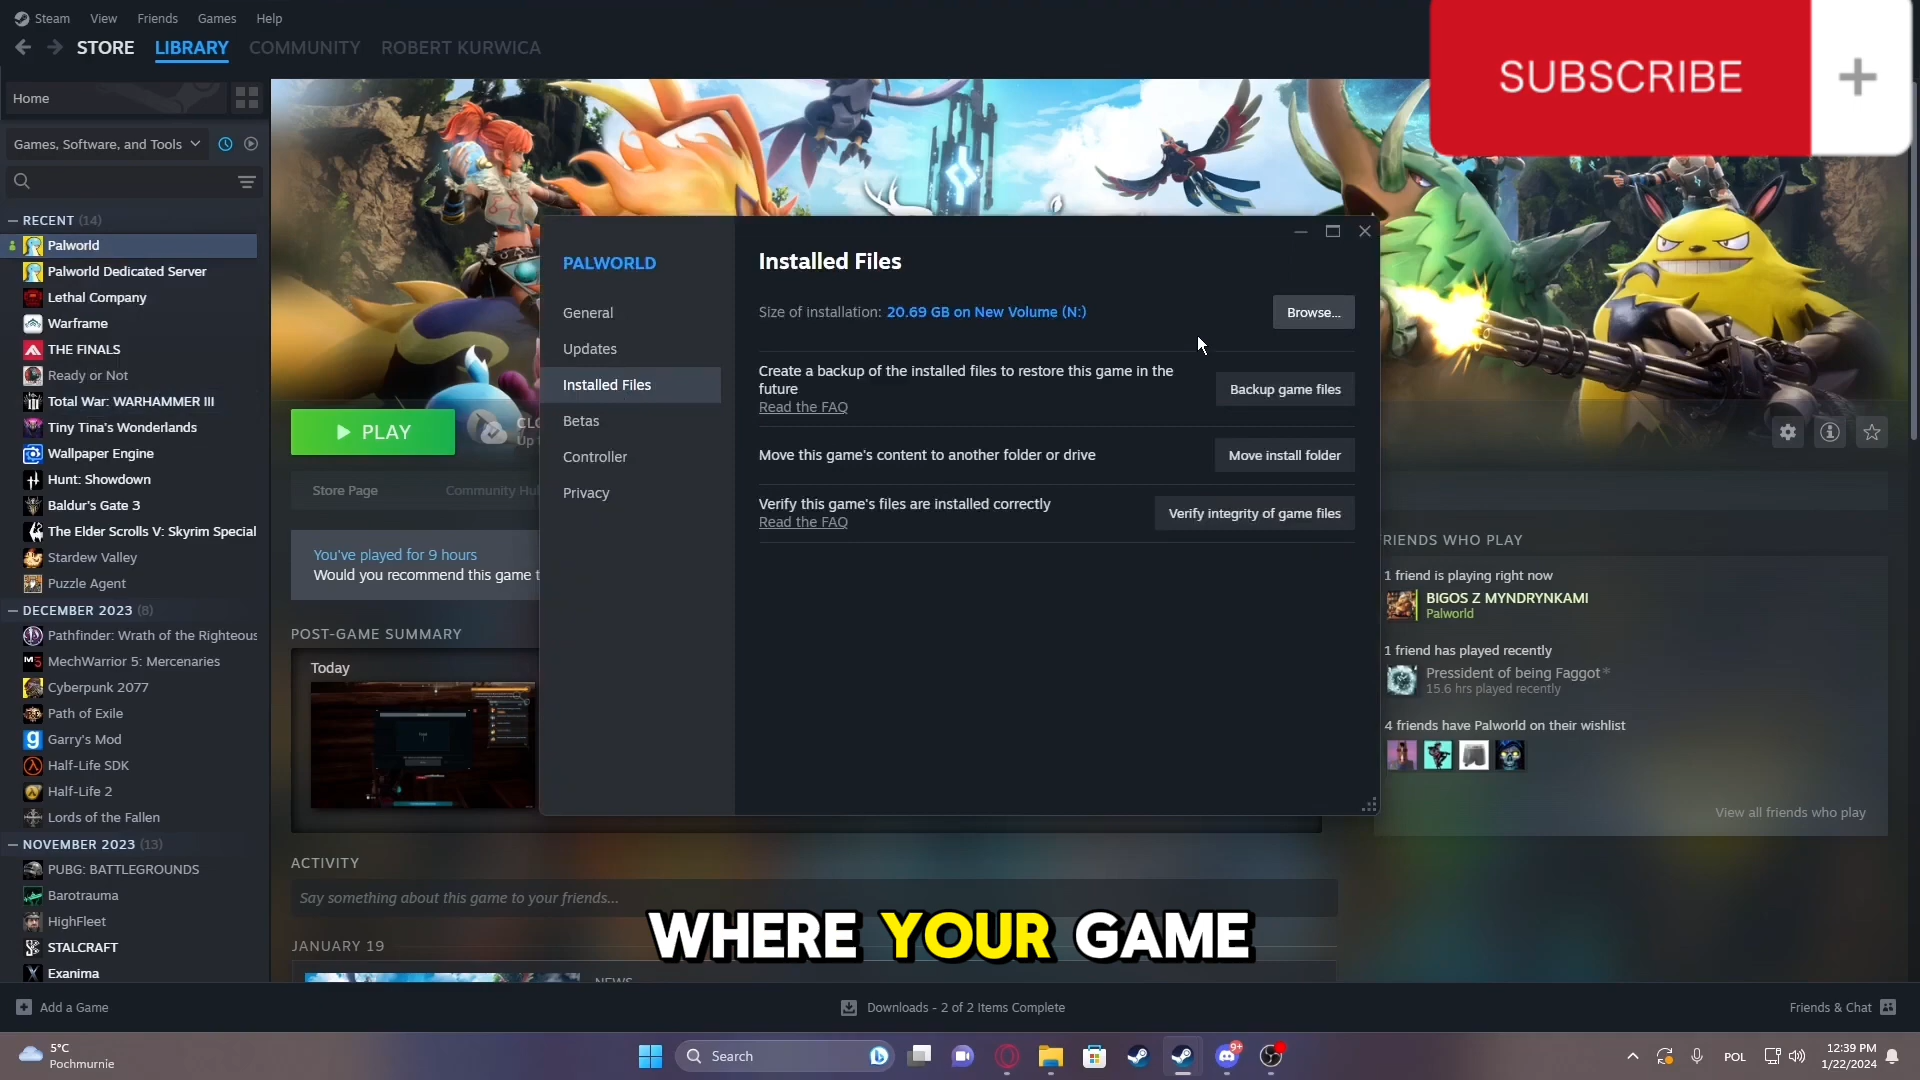 Steam View Friends Games Help
STORE LIBRARY COMMUNITY ROBERT KURWICA
SUBSCRIBE +
Home
Games, Software, and Tools
RECENT (14)
Palworld
Palworld Dedicated Server
Lethal Company
Warframe
THE FINALS
Ready or Not
Total War: WARHAMMER III
Tiny Tina's Wonderlands
Wallpaper Engine
Hunt: Showdown
Baldur's Gate 3
The Elder Scrolls V: Skyrim Special
Stardew Valley
Puzzle Agent
DECEMBER 2023 (8)
Pathfinder: Wrath of the Righteous
MechWarrior 5: Mercenaries
Cyberpunk 2077
Path of Exile
Garry's Mod
Half-Life SDK
Half-Life 2
Lords of the Fallen
NOVEMBER 2023 (13)
PUBG: BATTLEGROUNDS
Barotrauma
HighFleet
STALCRAFT
Exanima
PALWORLD
General
Updates
Installed Files
Betas
Controller
Privacy
Installed Files
Size of installation: 20.69 GB on New Volume (N:)
Browse...
Create a backup of the installed files to restore this game in the
future
Read the FAQ
Backup game files
Move this game's content to another folder or drive
Move install folder
Verify this game's files are installed correctly
Read the FAQ
Verify integrity of game files
PLAY
CLO
Up
Store Page Community Hu
You've played for 9 hours
Would you recommend this game t
POST-GAME SUMMARY
Today
RIENDS WHO PLAY
1 friend is playing right now
BIGOS Z MYNDRYNKAMI
Palworld
1 friend has played recently
Pressident of being Faggot *
15.6 hrs played recently
4 friends have Palworld on their wishlist
View all friends who play
ACTIVITY
Say something about this game to your friends...
WHERE YOUR GAME
JANUARY 19
NEWS
Add a Game
Downloads - 2 of 2 Items Complete
Friends & Chat
5°C
Pochmurnie
Search
9+
POL
12:39 PM
1/22/2024